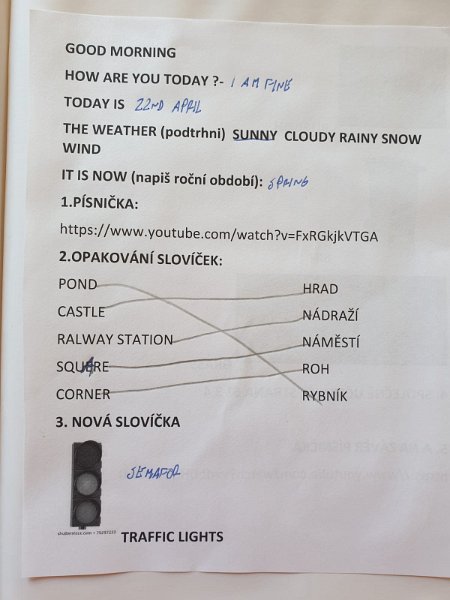 GOOD MORNING
HOW ARE YOU TODAY ?- I AM FINE
TODAY IS 22ND APRIL
THE WEATHER (podtrhni) SUNNY CLOUDY RAINY SNOW
WIND
IT IS NOW (napiš roční období): SPRING
1.PÍSNIČKA:
https://www.youtube.com/watch?v=FxRGkjkVTGA
2.OPAKOVÁNÍ SLOVÍČEK:
POND HRAD
CASTLE NÁDRAŽÍ
RALWAY STATION NÁMĚSTÍ
SQUARE ROH
CORNER RYBNÍK
3. NOVÁ SLOVÍČKA
SEMAFOR
shutterstock.com •
TRAFFIC LIGHTS